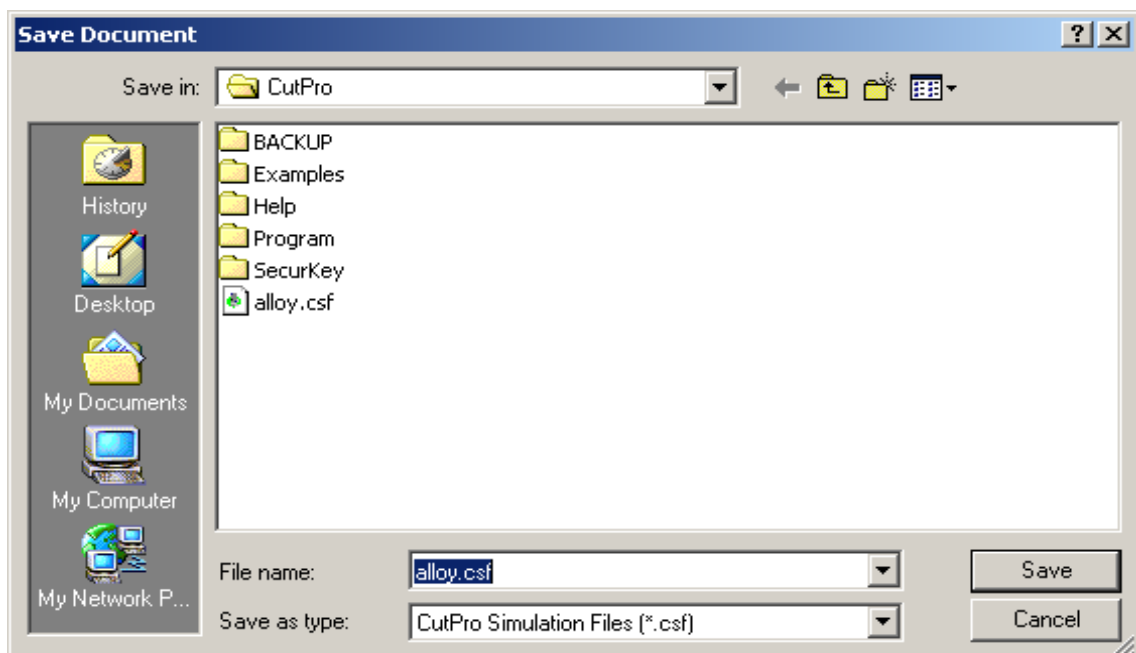 Save Document
Save in: CutPro
BACKUP
Examples
Help
Program
SecurKey
alloy.csf
History
Desktop
My Documents
My Computer
My Network P...
File name: alloy.csf Save
Save as type: CutPro Simulation Files (*.csf) Cancel